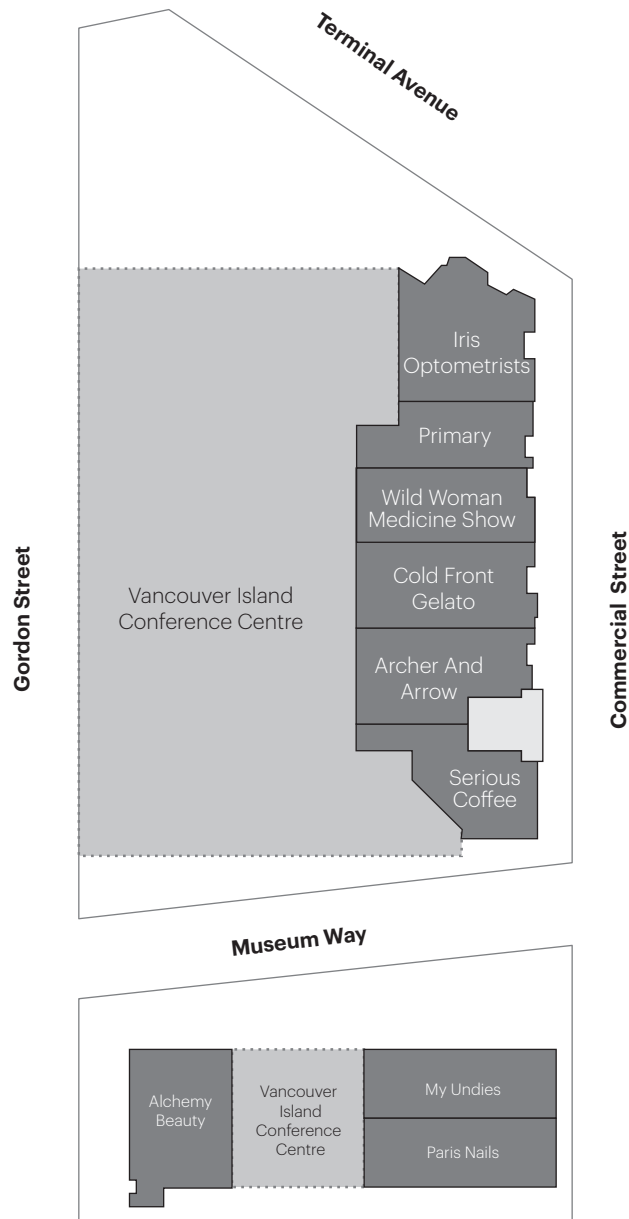 Terminal Avenue
Iris
Optometrists
Primary
Wild Woman
Medicine Show
Cold Front
Gelato
Vancouver Island
Conference Centre
Gordon Street
Commercial Street
Archer And
Arrow
Serious
Coffee
Museum Way
Alchemy
Beauty
Vancouver
Island
Conference
Centre
My Undies
Paris Nails